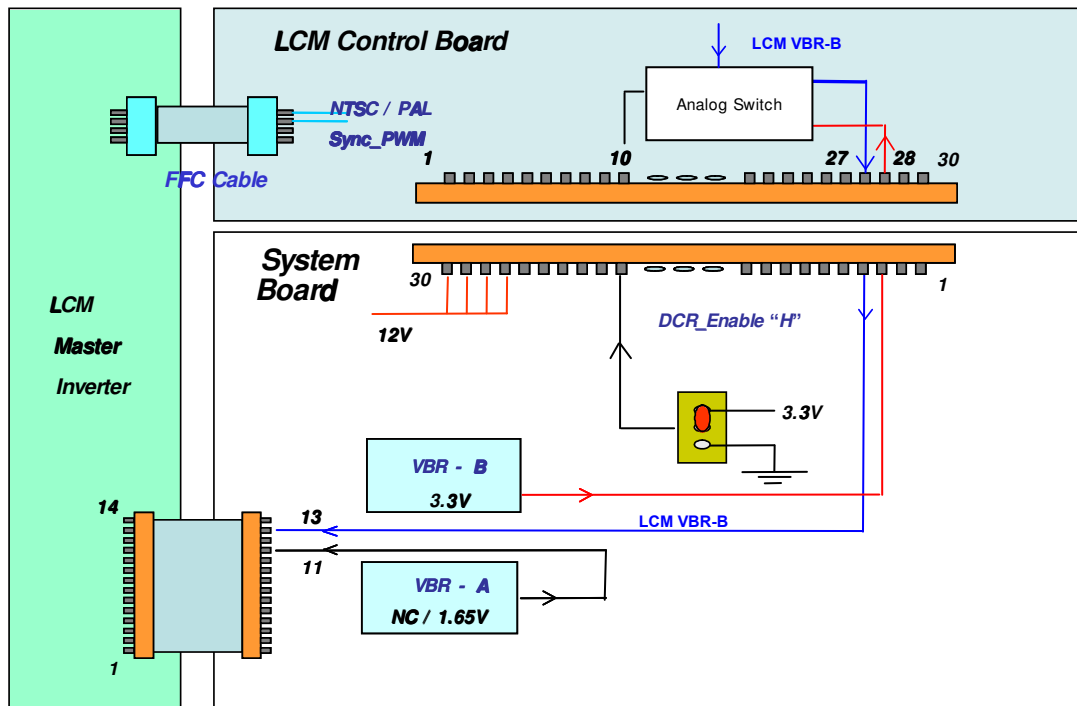 LCM Control Board
LCM VBR-B
Analog Switch
NTSC / PAL
Sync_PWM
FFC Cable
1
10
27
28
30
System
Board
30
1
12V
DCR_Enable “H”
3.3V
LCM
Master
Inverter
VBR - B
3.3V
14
13
LCM VBR-B
11
VBR - A
NC / 1.65V
1